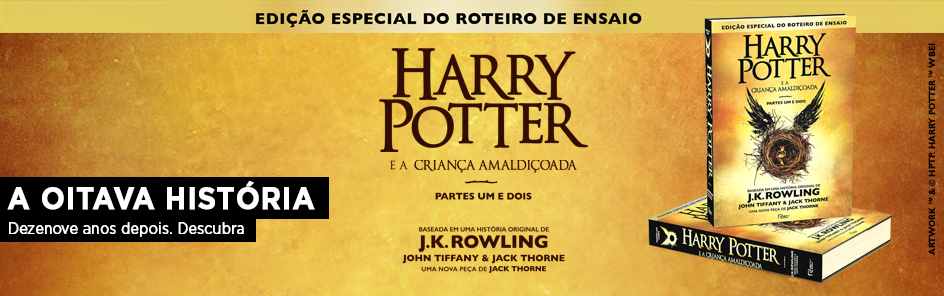 EDIÇÃO ESPECIAL DO ROTEIRO DE ENSAIO
HARRY
POTTER
E A CRIANÇA AMALDIÇOADA
PARTES UM E DOIS
BASEADA EM UMA HISTÓRIA ORIGINAL DE
J.K. ROWLING
JOHN TIFFANY & JACK THORNE
UMA NOVA PEÇA DE JACK THORNE
A OITAVA HISTÓRIA
Dezenove anos depois. Descubra
EDIÇÃO ESPECIAL DO ROTEIRO DE ENSAIO
HARRY
POTTER
E A
CRIANÇA AMALDIÇOADA
PARTES UM E DOIS
BASEADA EM UMA HISTÓRIA ORIGINAL DE
J.K. ROWLING
JOHN TIFFANY & JACK THORNE
UMA NOVA PEÇA DE JACK THORNE
Rocco
HARRY POTTER
HARRY POTTER
E A CRIANÇA AMALDIÇOADA
J.K. ROWLING
ARTWORK ™ & © HPTP. HARRY POTTER ™ WBEI